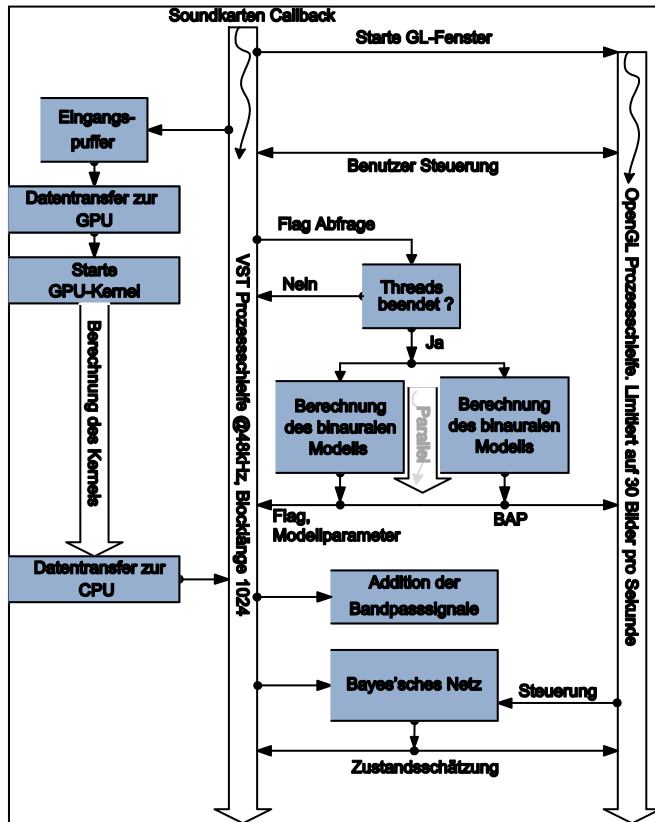 Soundkarten Callback
Starte GL-Fenster
Eingangs-
puffer
Benutzer Steuerung
Datentransfer zur
GPU
Flag Abfrage
Starte
GPU-Kernel
Nein
Threads
beendet ?
Ja
Berechnung des Kernels
VST Prozessschleife @48kHz, Blocklänge 1024
OpenGL Prozessschleife. Limitiert auf 30 Bilder pro Sekunde
Berechnung
des binauralen
Modells
Parallel
Berechnung
des binauralen
Modells
Flag,
Modellparameter
BAP
Datentransfer zur
CPU
Addition der
Bandpasssignale
Bayes'sches Netz
Steuerung
Zustandsschätzung